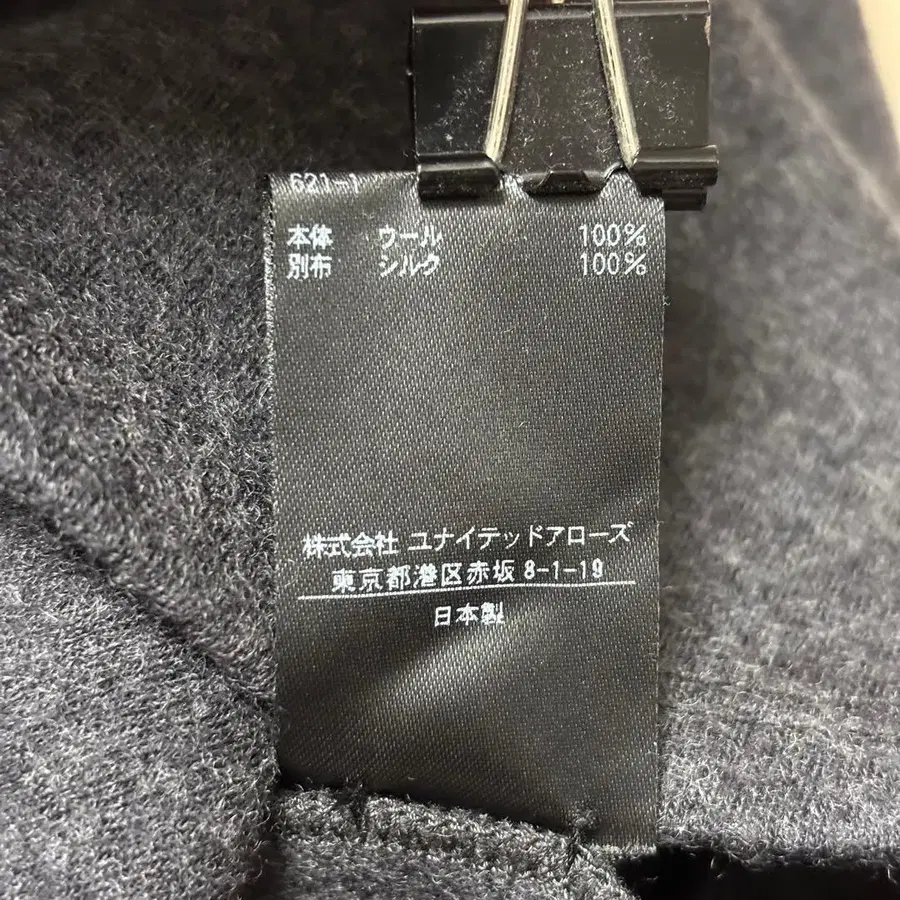 621-1
本体 ウール 100%
別布 シルク 100%
株式会社 ユナイテッドアローズ
東京都港区赤坂 8-1-19
日本製